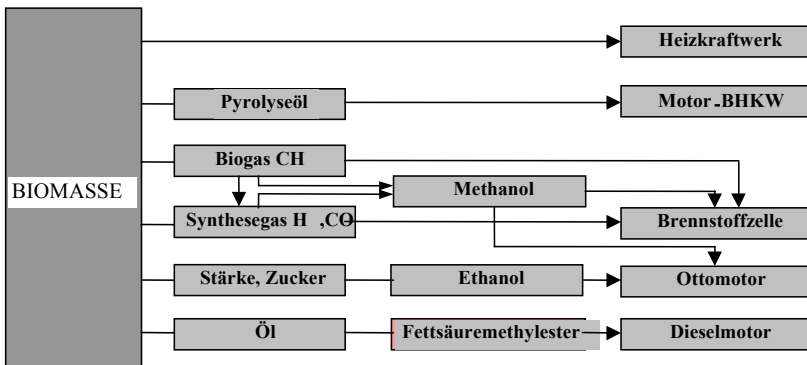 Heizkraftwerk
Pyrolyseöl Motor-BHKW
Biogas CH
BIOMASSE Methanol
Synthesegas H ,CO Brennstoffzelle
Stärke, Zucker Ethanol Ottomotor
Öl Fettsäuremethylester Dieselmotor